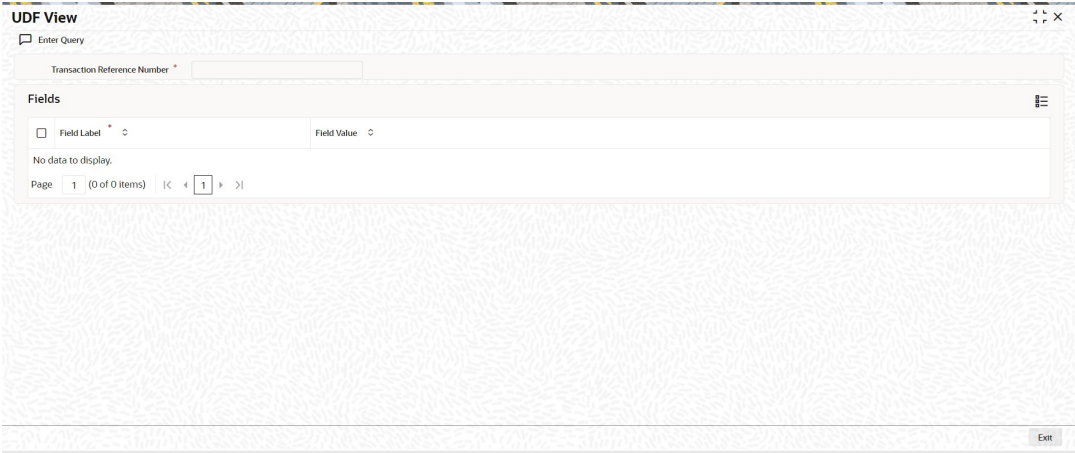 UDF View
Enter Query
Transaction Reference Number *
Fields
Field Label * Field Value
No data to display.
Page 1 (0 of 0 items) 1
Exit